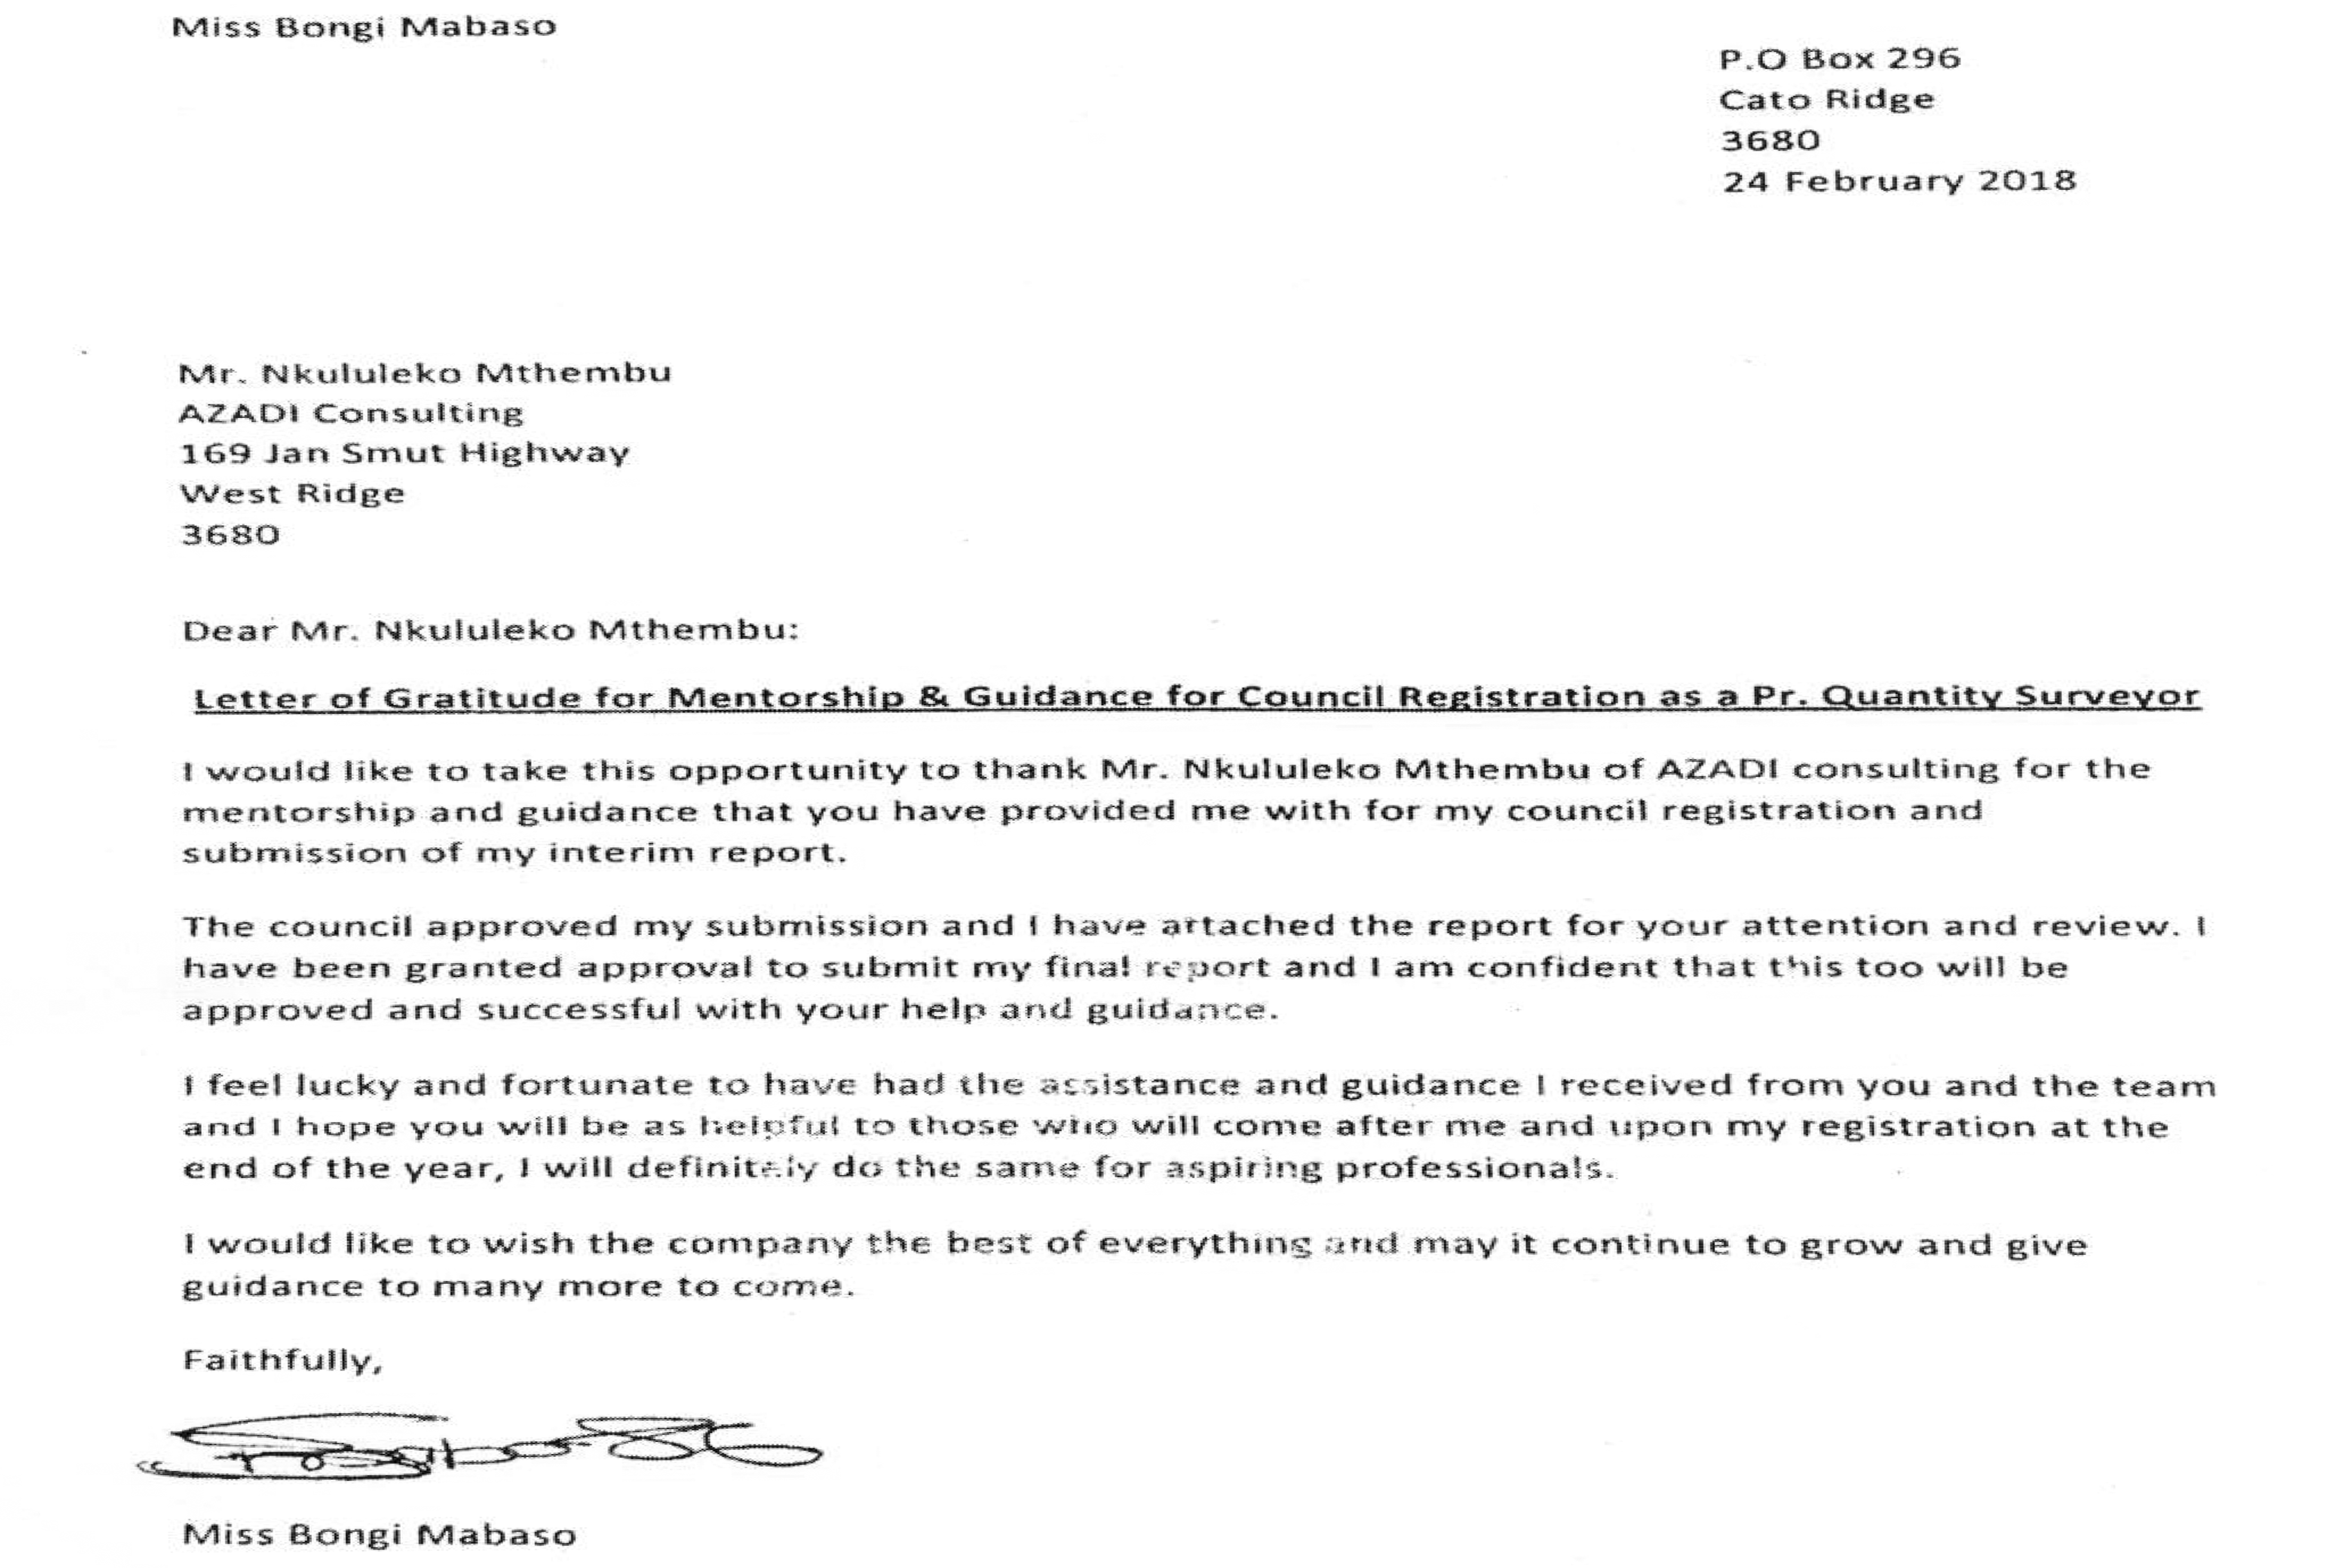 Miss Bongi Mabaso
P.O Box 296
Cato Ridge
3680
24 February 2018
Mr. Nkululeko Mthembu
AZADI Consulting
169 Jan Smut Highway
West Ridge
3680
Dear Mr. Nkululeko Mthembu:
Letter of Gratitude for Mentorship & Guidance for Council Registration as a Pr. Quantity Surveyor
I would like to take this opportunity to thank Mr. Nkululeko Mthembu of AZADI consulting for the
mentorship and guidance that you have provided me with for my council registration and
submission of my interim report.
The council approved my submission and I have attached the report for your attention and review. I
have been granted approval to submit my final report and I am confident that this too will be
approved and successful with your help and guidance.
I feel lucky and fortunate to have had the assistance and guidance I received from you and the team
and I hope you will be as helpful to those who will come after me and upon my registration at the
end of the year, I will definitely do the same for aspiring professionals.
I would like to wish the company the best of everything and may it continue to grow and give
guidance to many more to come.
Faithfully,
Miss Bongi Mabaso